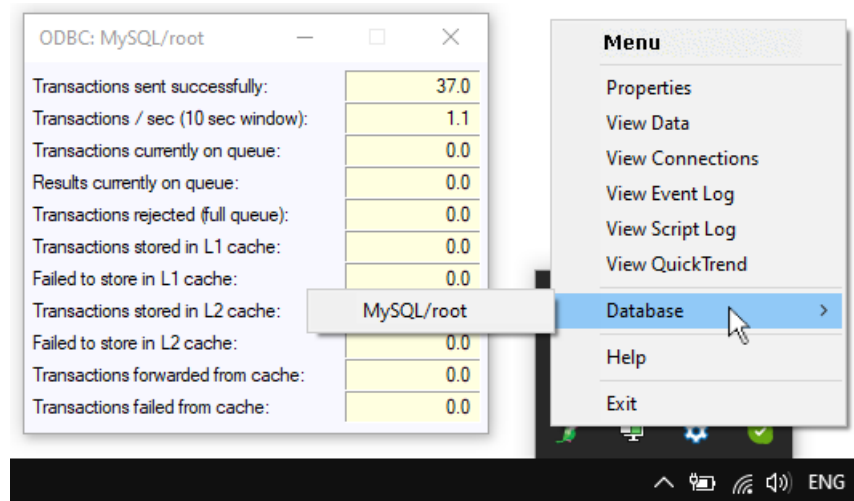 ODBC: MySQL/root
Transactions sent successfully: 37.0
Transactions / sec (10 sec window): 1.1
Transactions currently on queue: 0.0
Results currently on queue: 0.0
Transactions rejected (full queue): 0.0
Transactions stored in L1 cache: 0.0
Failed to store in L1 cache: 0.0
Transactions stored in L2 cache:
Failed to store in L2 cache: 0.0
Transactions forwarded from cache: 0.0
Transactions failed from cache: 0.0
MySQL/root
Menu
Properties
View Data
View Connections
View Event Log
View Script Log
View QuickTrend
Database
Help
Exit
ENG